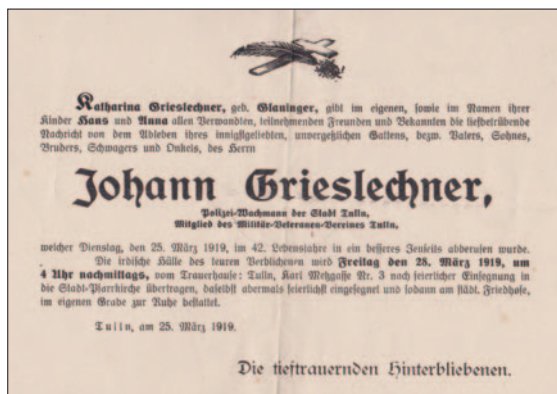 Katharina Grieslechner, geb. Glaninger, gibt im eigenen, sowie im Namen ihrer
Kinder Hans und Anna allen Verwandten, teilnehmenden Freunden und Bekannten die tiefbetrübende
Nachricht von dem Ableben ihres innigstgeliebten, unvergeßlichen Gattens, bezw. Vaters, Sohnes,
Bruders, Schwagers und Onkels, des Herrn
Johann Grieslechner,
Polizei-Wachmann der Stadt Tulln,
Mitglied des Militär-Veteranen-Vereines Tulln,
welcher Dienstag, den 25. März 1919, im 42. Lebensjahre in ein besseres Jenseits abberufen wurde.
Die irdische Hülle des teuren Verblichenen wird Freitag den 28. März 1919, um
4 Uhr nachmittags, vom Trauerhause: Tulln, Karl Metzgasse Nr. 3 nach feierlicher Einsegnung in
die Stadt-Pfarrkirche übertragen, daselbst abermals feierlichst eingesegnet und sodann am städt. Friedhofe,
im eigenen Grabe zur Ruhe bestattet.
Tulln, am 25. März 1919.
Die tieftrauernden Hinterbliebenen.